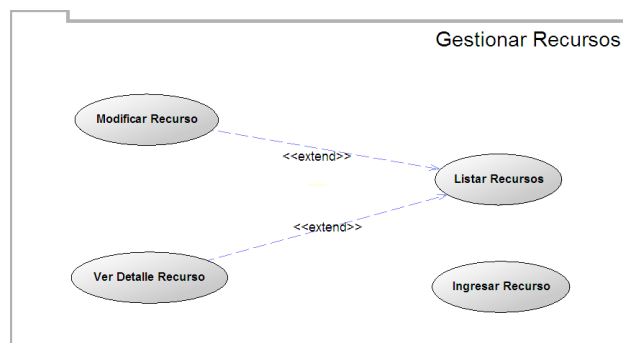 Gestionar Recursos
Modificar Recurso
<<extend>>
Listar Recursos
<<extend>>
Ver Detalle Recurso
Ingresar Recurso